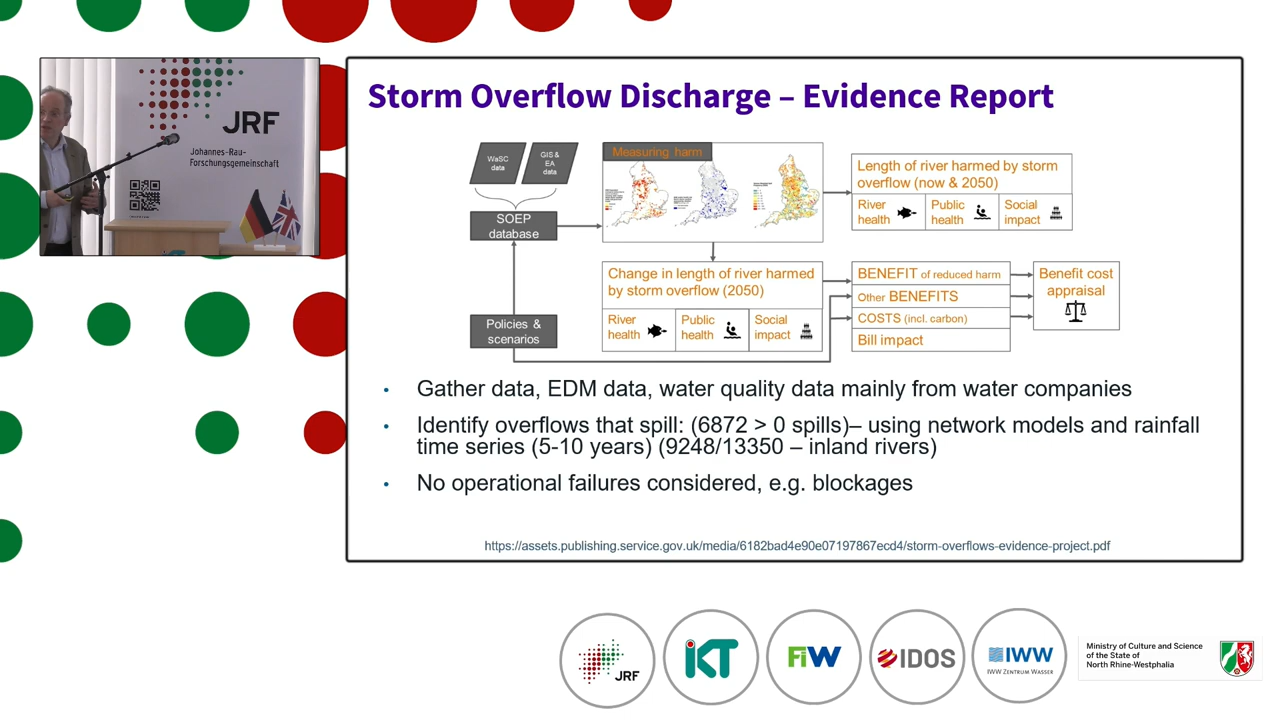 JRF
Johannes-Rau-
Forschungsgemeinschaft
Storm Overflow Discharge – Evidence Report
WaSC
data
GIS &
EA
data
SOEP
database
Policies &
scenarios
Measuring harm
Length of river harmed by storm
overflow (now & 2050)
River
health
Public
health
Social
impact
Change in length of river harmed
by storm overflow (2050)
River
health
Public
health
Social
impact
BENEFIT of reduced harm
Other BENEFITS
COSTS (incl. carbon)
Bill impact
Benefit cost
appraisal
• Gather data, EDM data, water quality data mainly from water companies
• Identify overflows that spill: (6872 > 0 spills)– using network models and rainfall
time series (5-10 years) (9248/13350 – inland rivers)
• No operational failures considered, e.g. blockages
https://assets.publishing.service.gov.uk/media/6182bad4e90e07197867ecd4/storm-overflows-evidence-project.pdf
JRF
iKT
FiW
IDOS
IWW
IWW ZENTRUM WASSER
Ministry of Culture and Science
of the State of
North Rhine-Westphalia